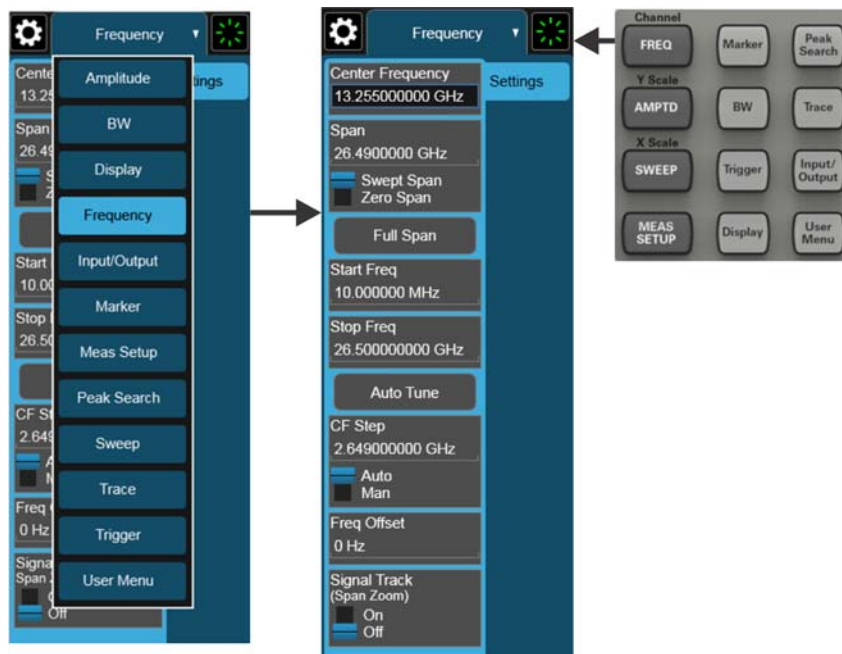 Frequency
Amplitude
BW
Display
Frequency
Input/Output
Marker
Meas Setup
Peak Search
Sweep
Trace
Trigger
User Menu
Cente
13.25
Span
26.49
S
Z
Start
10.00
Stop
26.50
CF St
2.649
A
M
Freq
0 Hz
Signa
Span
Off
tings
Frequency
Settings
Center Frequency
13.255000000 GHz
Span
26.4900000 GHz
Swept Span
Zero Span
Full Span
Start Freq
10.000000 MHz
Stop Freq
26.500000000 GHz
Auto Tune
CF Step
2.649000000 GHz
Auto
Man
Freq Offset
0 Hz
Signal Track
(Span Zoom)
On
Off
Channel
FREQ
Marker
Peak
Search
Y Scale
AMPTD
BW
Trace
X Scale
SWEEP
Trigger
Input/
Output
MEAS
SETUP
Display
User
Menu